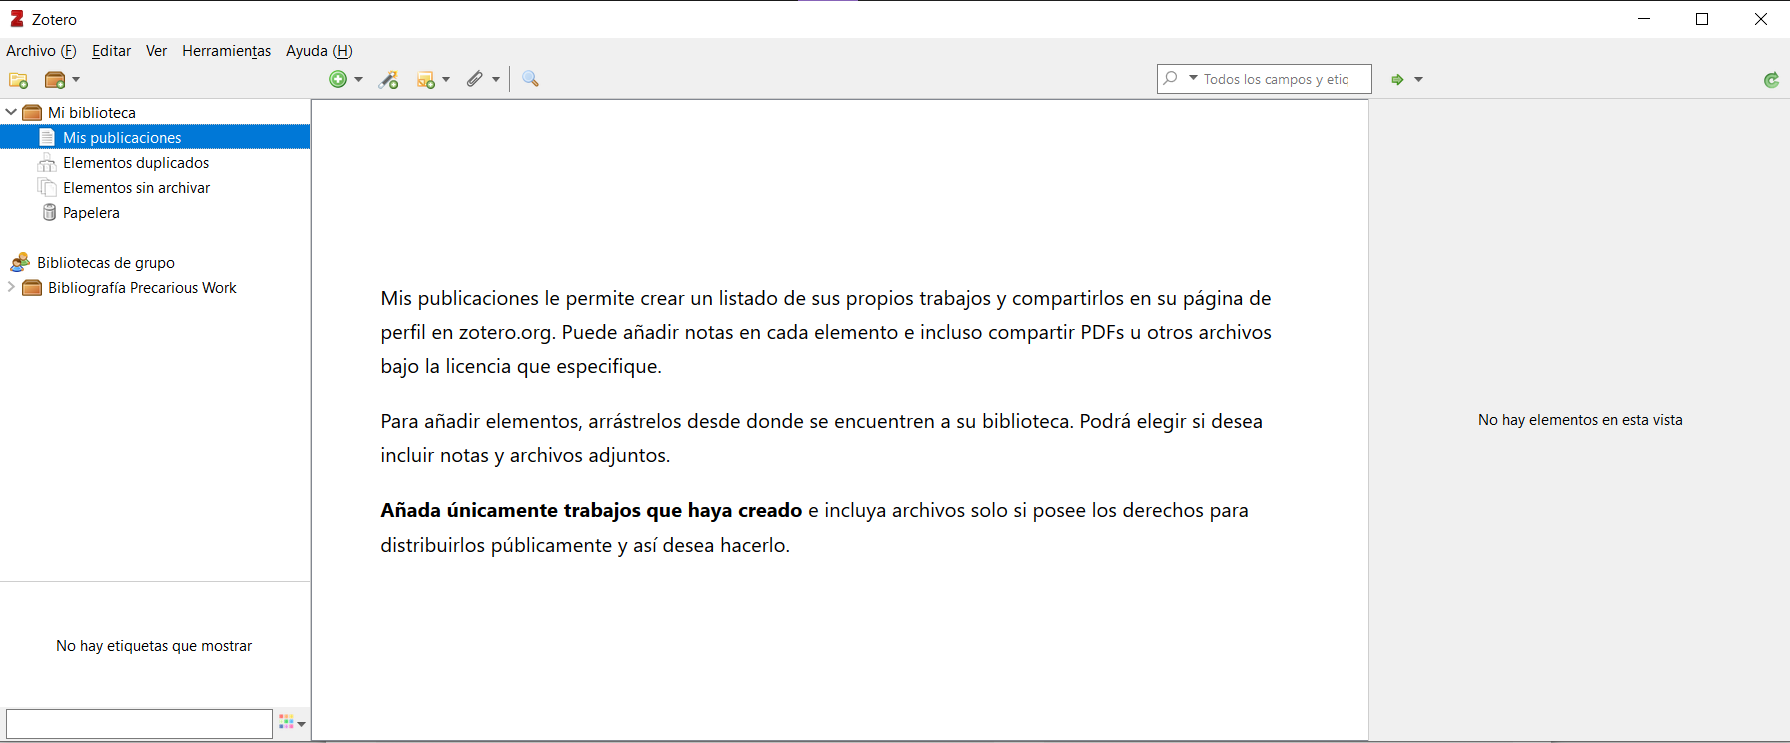 Zotero
Archivo (F) Editar Ver Herramientas Ayuda (H)
Todos los campos y etic
Mi biblioteca
Mis publicaciones
Elementos duplicados
Elementos sin archivar
Papelera
Bibliotecas de grupo
Bibliografía Precarious Work
No hay etiquetas que mostrar
Mis publicaciones le permite crear un listado de sus propios trabajos y compartirlos en su página de
perfil en zotero.org. Puede añadir notas en cada elemento e incluso compartir PDFs u otros archivos
bajo la licencia que especifique.
Para añadir elementos, arrástrelos desde donde se encuentren a su biblioteca. Podrá elegir si desea
incluir notas y archivos adjuntos.
Añada únicamente trabajos que haya creado e incluya archivos solo si posee los derechos para
distribuirlos públicamente y así desea hacerlo.
No hay elementos en esta vista